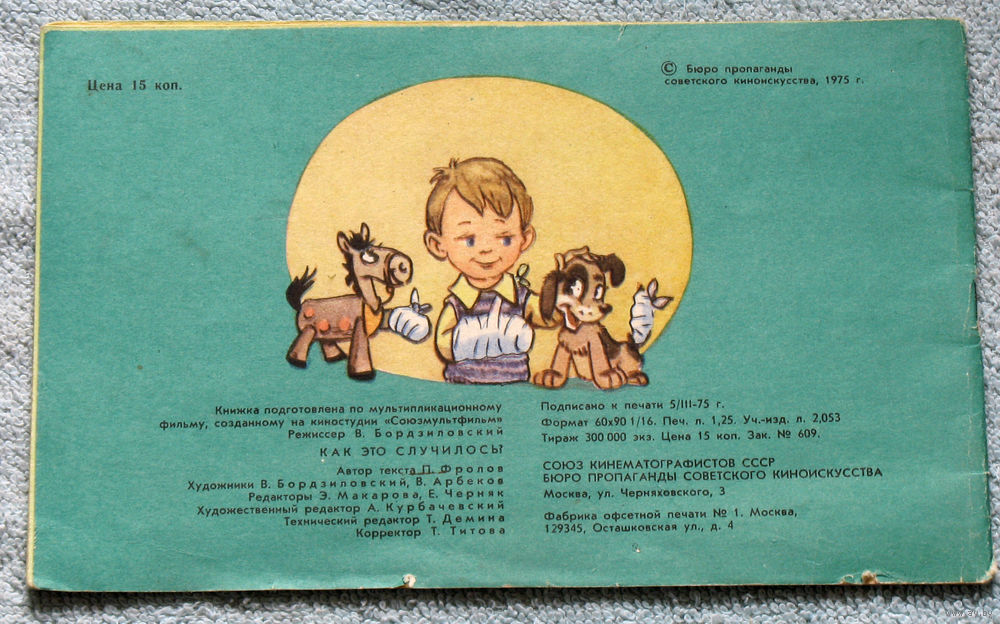 Цена 15 коп.
© Бюро пропаганды
советского киноискусства, 1975 г.
Книжка подготовлена по мультипликационному
фильму, созданному на киностудии «Союзмультфильм»
Режиссер В. Бордзиловский
КАК ЭТО СЛУЧИЛОСЬ?
Автор текста П. Фролов
Художники В. Бордзиловский, В. Арбеков
Редакторы Э. Макарова, Е. Черняк
Художественный редактор А. Курбачевский
Технический редактор Т. Демина
Корректор Т. Титова
Подписано к печати 5/III-75 г.
Формат 60х90 1/16. Печ. л. 1,25. Уч.-изд. л. 2,053
Тираж 300 000 экз. Цена 15 коп. Зак. № 609.
СОЮЗ КИНЕМАТОГРАФИСТОВ СССР
БЮРО ПРОПАГАНДЫ СОВЕТСКОГО КИНОИСКУССТВА
Москва, ул. Черняховского, 3
Фабрика офсетной печати № 1. Москва,
129345, Осташковская ул., д. 4